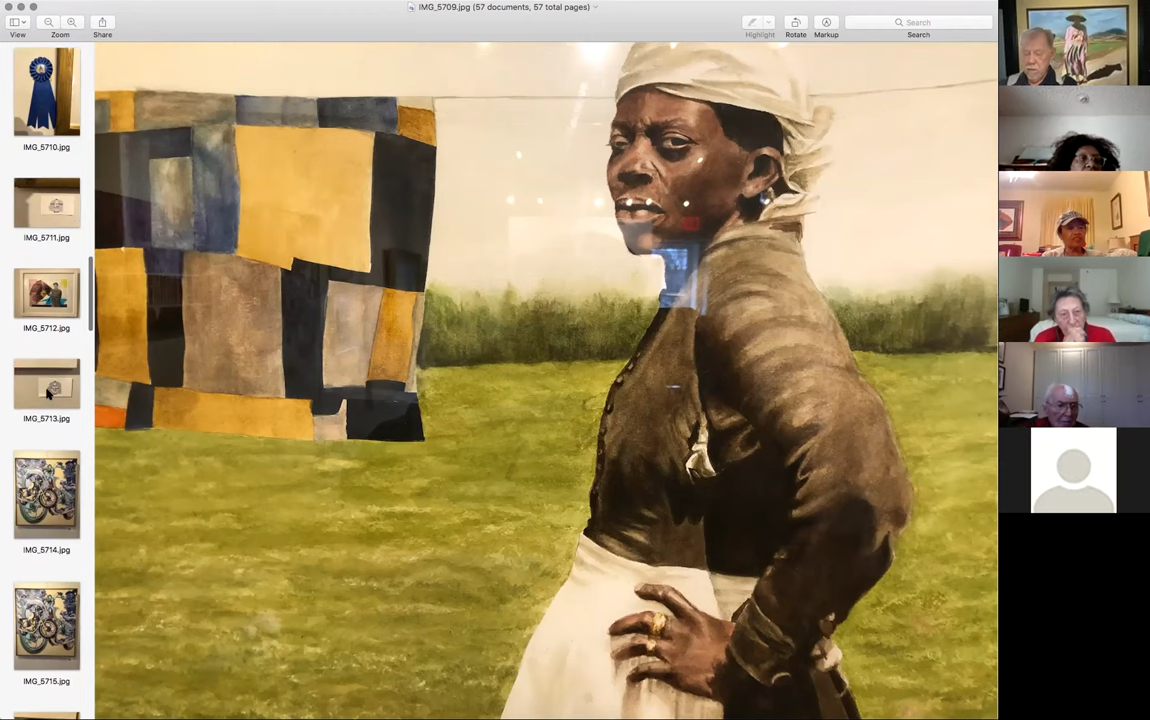 IMG_5709.jpg (57 documents, 57 total pages)
View
Zoom
Share
Highlight
Rotate
Markup
Search
Search
IMG_5710.jpg
IMG_5711.jpg
IMG_5712.jpg
IMG_5713.jpg
IMG_5714.jpg
IMG_5715.jpg